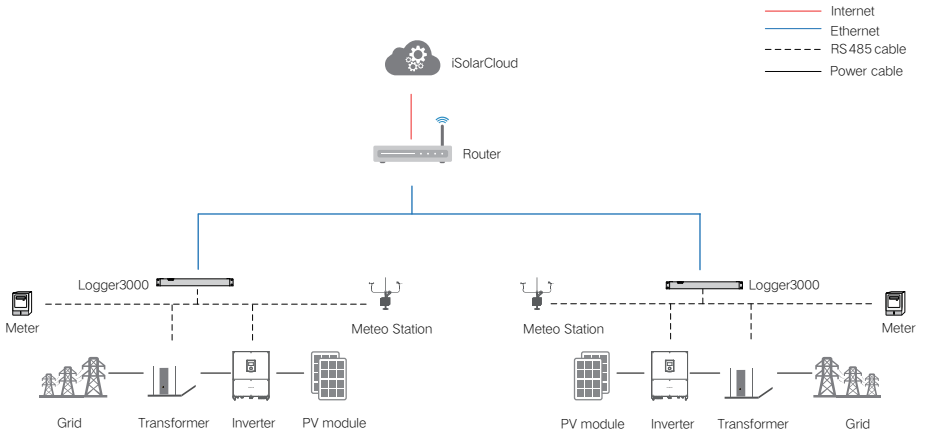 Internet
Ethernet
RS485 cable
Power cable
iSolarCloud
Router
Logger3000
Logger3000
Meter
Meteo Station
Meteo Station
Meter
Grid
Transformer
Inverter
PV module
PV module
Inverter
Transformer
Grid